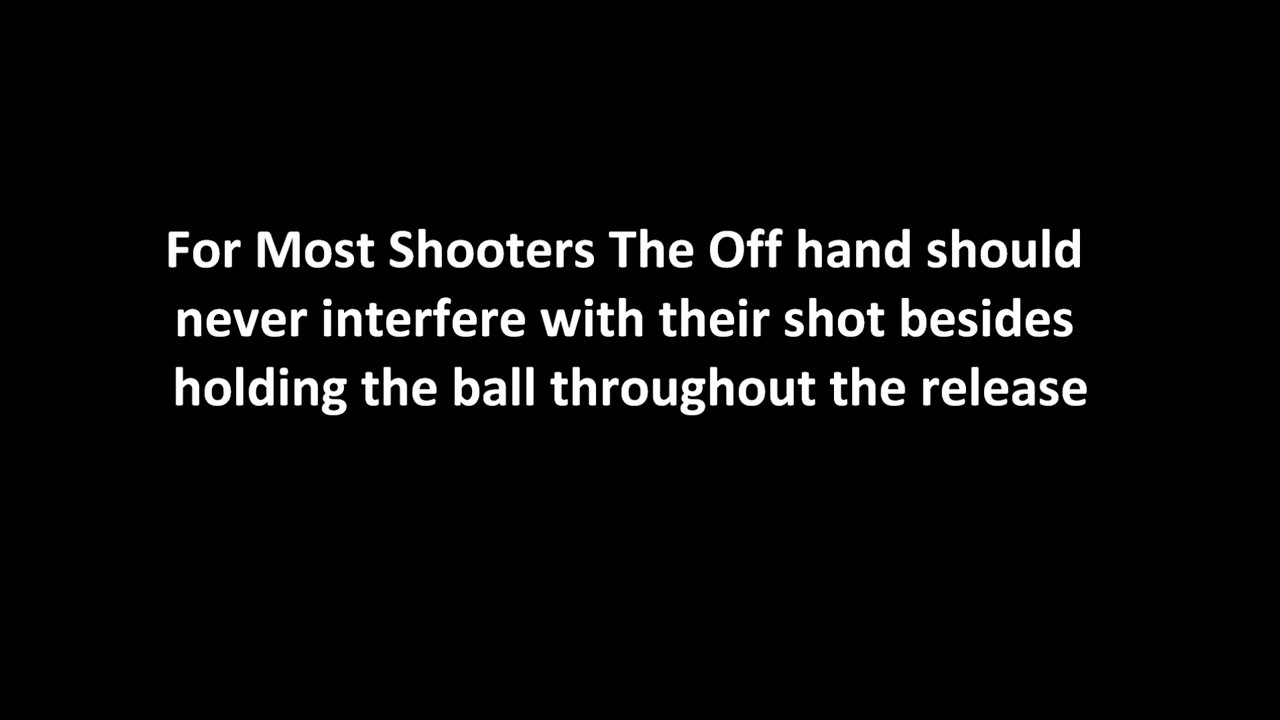 For Most Shooters The Off hand should
never interfere with their shot besides
holding the ball throughout the release